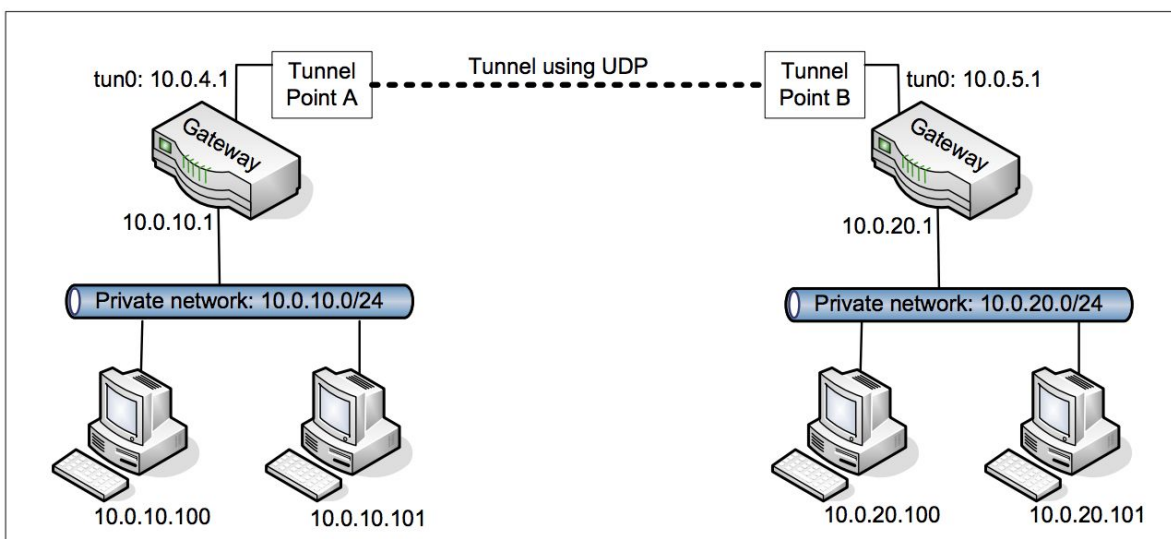 tun0: 10.0.4.1
Tunnel
Point A
Tunnel using UDP
Tunnel
Point B
tun0: 10.0.5.1
Gateway
Gateway
10.0.10.1
10.0.20.1
Private network: 10.0.10.0/24
Private network: 10.0.20.0/24
10.0.10.100
10.0.10.101
10.0.20.100
10.0.20.101